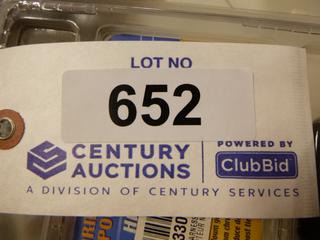 LOT NO
652
CENTURY
AUCTIONS
POWERED BY
ClubBid
A DIVISION OF CENTURY SERVICES